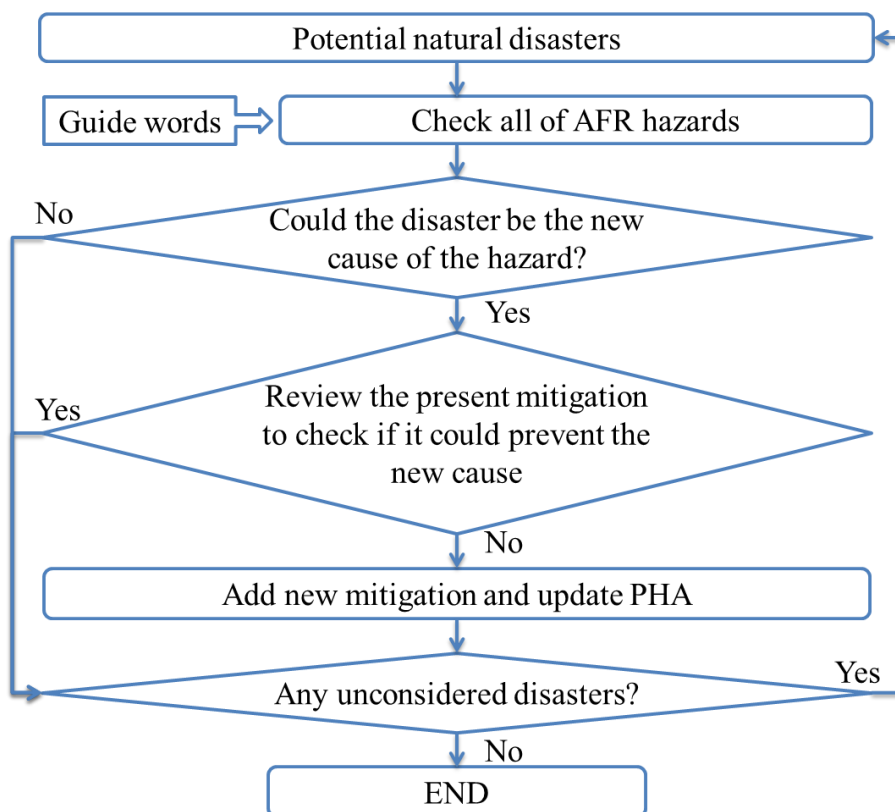 Potential natural disasters
Guide words
Check all of AFR hazards
No
Could the disaster be the new
cause of the hazard?
Yes
Yes
Review the present mitigation
to check if it could prevent the
new cause
No
Add new mitigation and update PHA
Yes
Any unconsidered disasters?
No
END